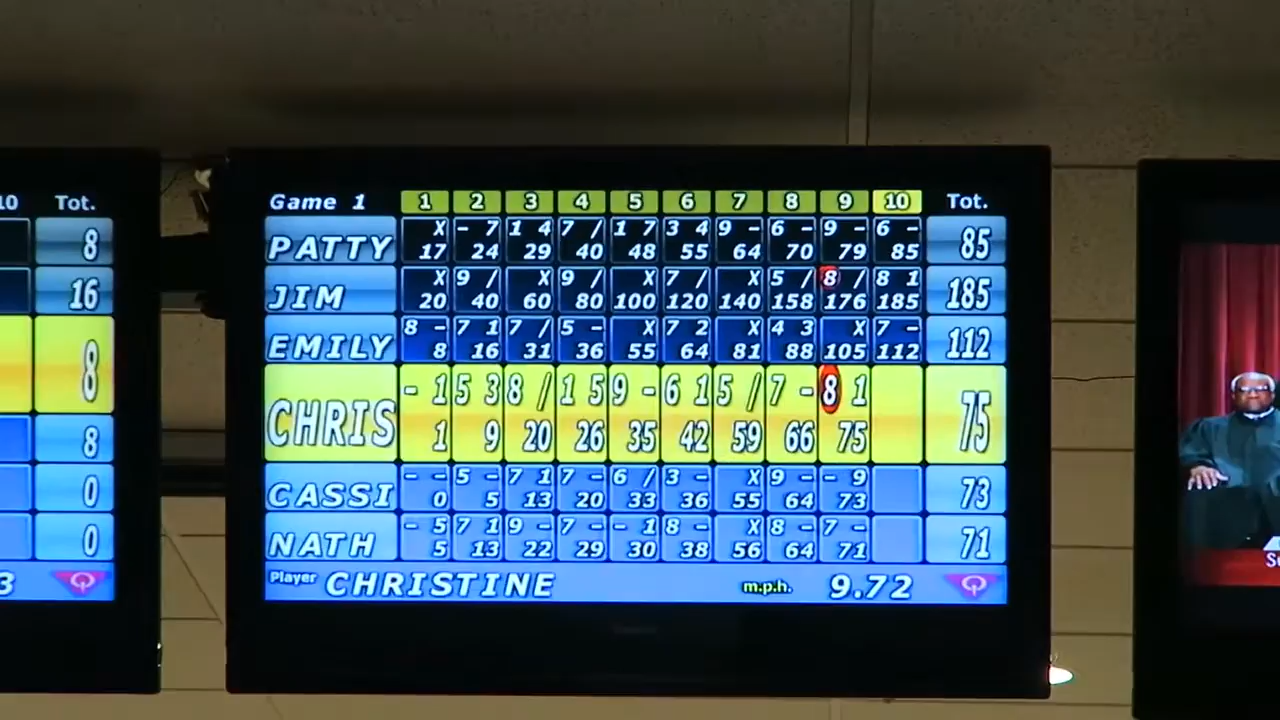 10 Tot.
8
16
8
8
0
0
3
Game 1 1 2 3 4 5 6 7 8 9 10 Tot.
PATTY X - 7 1 4 7 / 1 7 3 4 9 - 6 - 9 - 6 - 85
17 24 29 40 48 55 64 70 79 85
JIM X 9 / X 9 / X 7 / X 5 / 8 / 8 1 185
20 40 60 80 100 120 140 158 176 185
EMILY 8 - 7 1 7 / 5 - X 7 2 X 4 3 X 7 - 112
8 16 31 36 55 64 81 88 105 112
CHRIS - 1 5 3 8 / 1 5 9 - 6 1 5 / 7 - 8 1 75
1 9 20 26 35 42 59 66 75
CASSI - - 5 - 7 1 7 - 6 / 3 - X 9 - - 9 73
0 5 13 20 33 36 55 64 73
NATH - 5 7 1 9 - 7 - - 1 8 - X 8 - 7 - 71
5 13 22 29 30 38 56 64 71
Player CHRISTINE m.p.h. 9.72